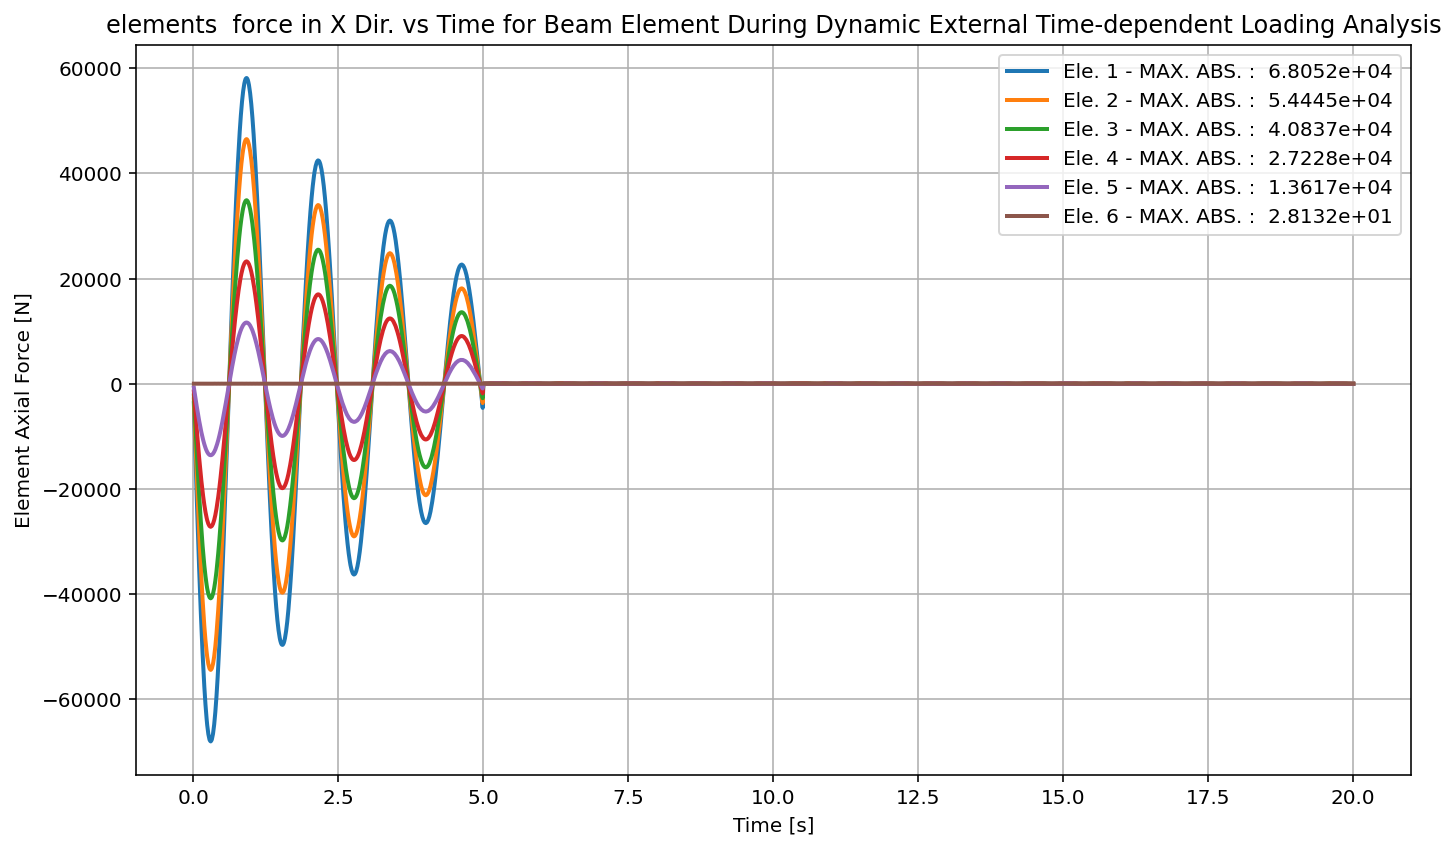 elements  force in X Dir. vs Time for Beam Element During Dynamic External Time-dependent Loading Analysis
Ele. 1 - MAX. ABS. :  6.8052e+04
Ele. 2 - MAX. ABS. :  5.4445e+04
Ele. 3 - MAX. ABS. :  4.0837e+04
Ele. 4 - MAX. ABS. :  2.7228e+04
Ele. 5 - MAX. ABS. :  1.3617e+04
Ele. 6 - MAX. ABS. :  2.8132e+01
Element Axial Force [N]
60000
40000
20000
0
−20000
−40000
−60000
0.0
2.5
5.0
7.5
10.0
12.5
15.0
17.5
20.0
Time [s]